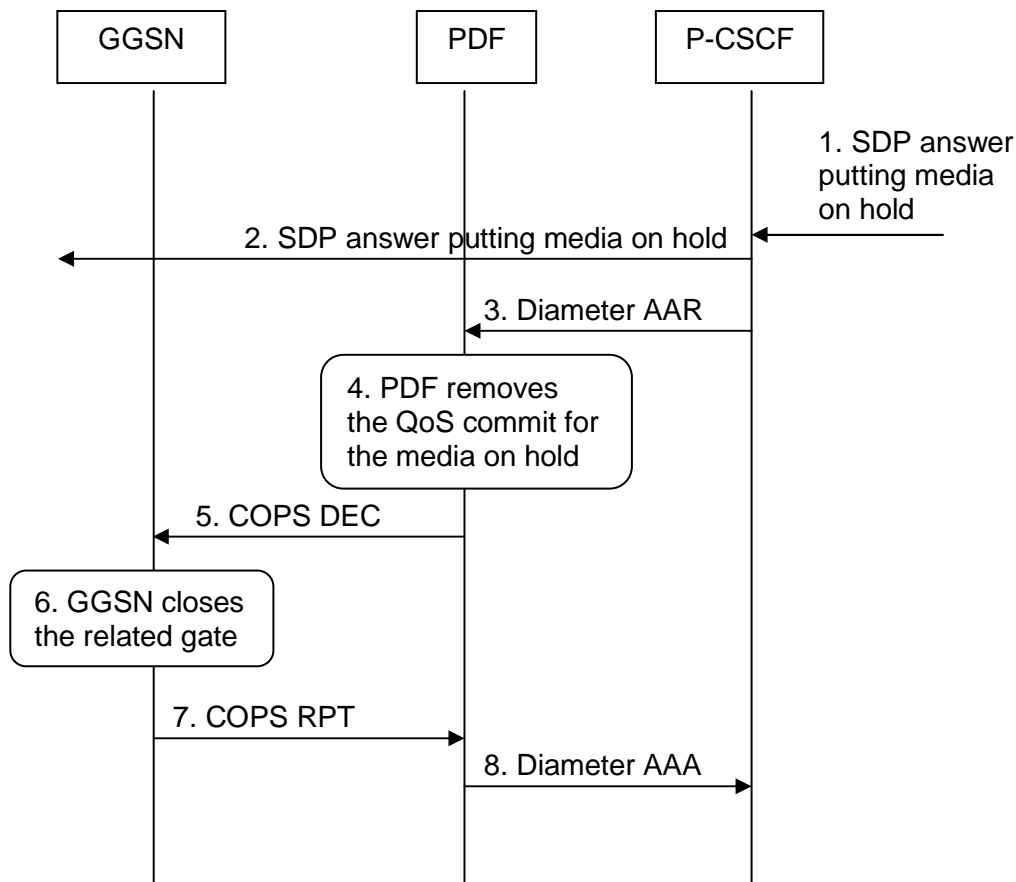 GGSN
PDF
P-CSCF
1. SDP answer
putting media
on hold
2. SDP answer putting media on hold
3. Diameter AAR
4. PDF removes
the QoS commit for
the media on hold
5. COPS DEC
6. GGSN closes
the related gate
7. COPS RPT
8. Diameter AAA